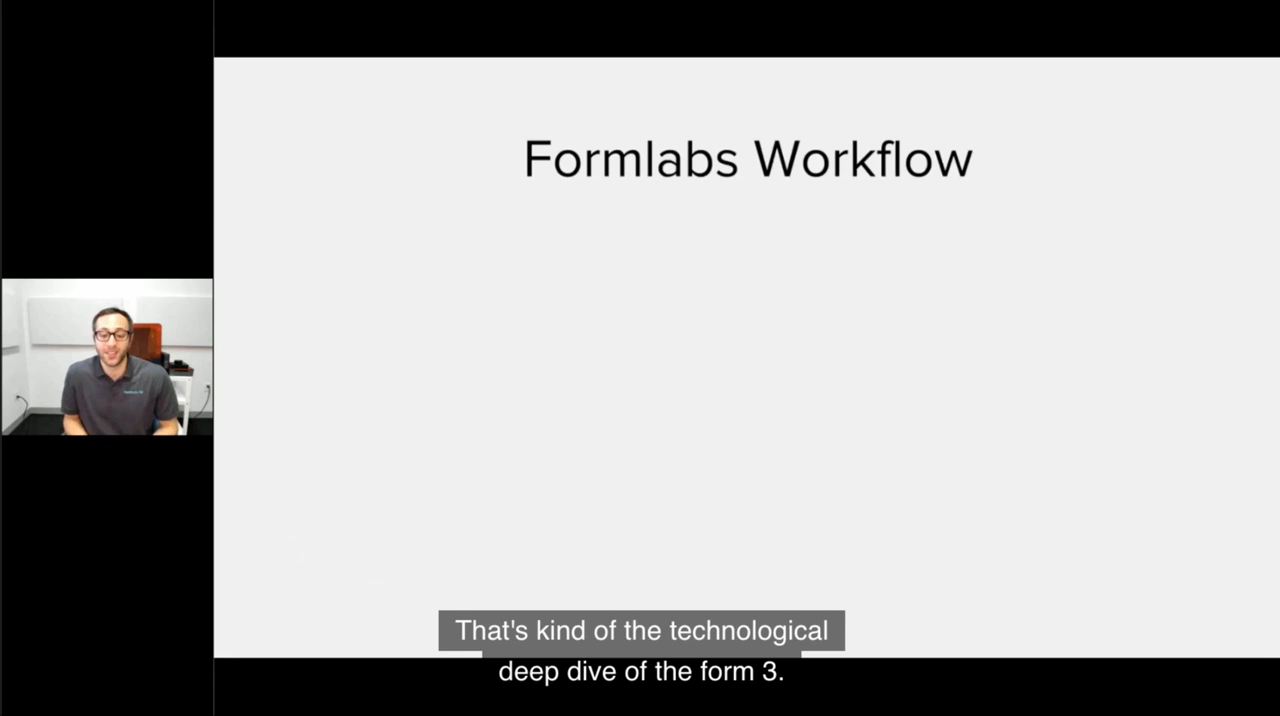 Formlabs Workflow
That's kind of the technological
deep dive of the form 3.